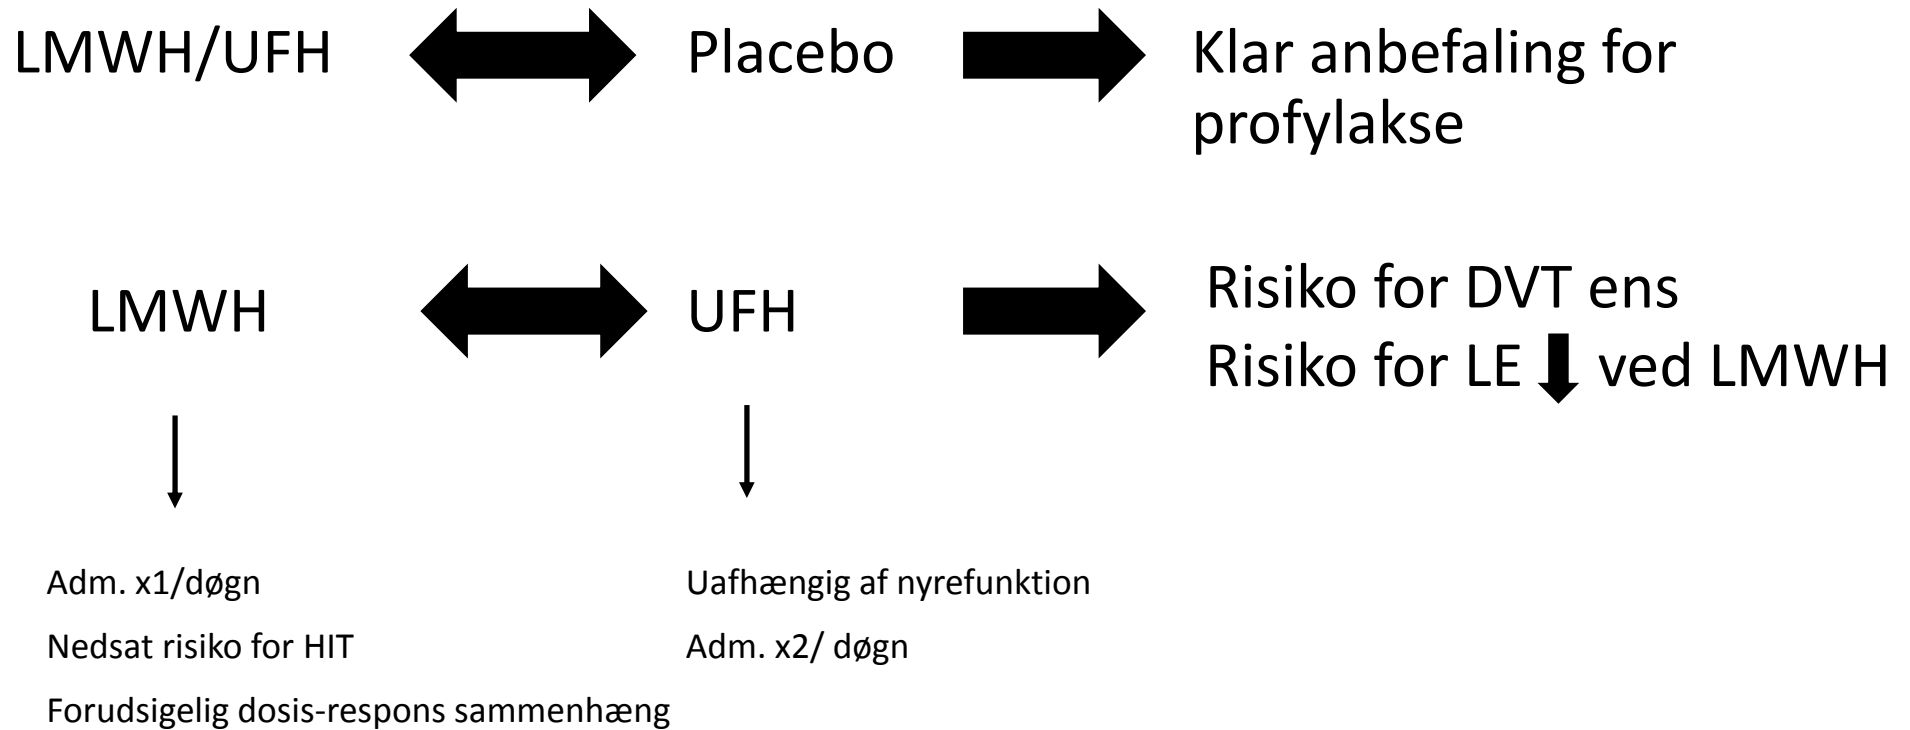 LMWH/UFH
Placebo
Klar anbefaling for
profylakse
LMWH
UFH
Risiko for DVT ens
Risiko for LE ved LMWH
Adm. x1/døgn
Nedsat risiko for HIT
Forudsigelig dosis-respons sammenhæng
Uafhængig af nyrefunktion
Adm. x2/ døgn